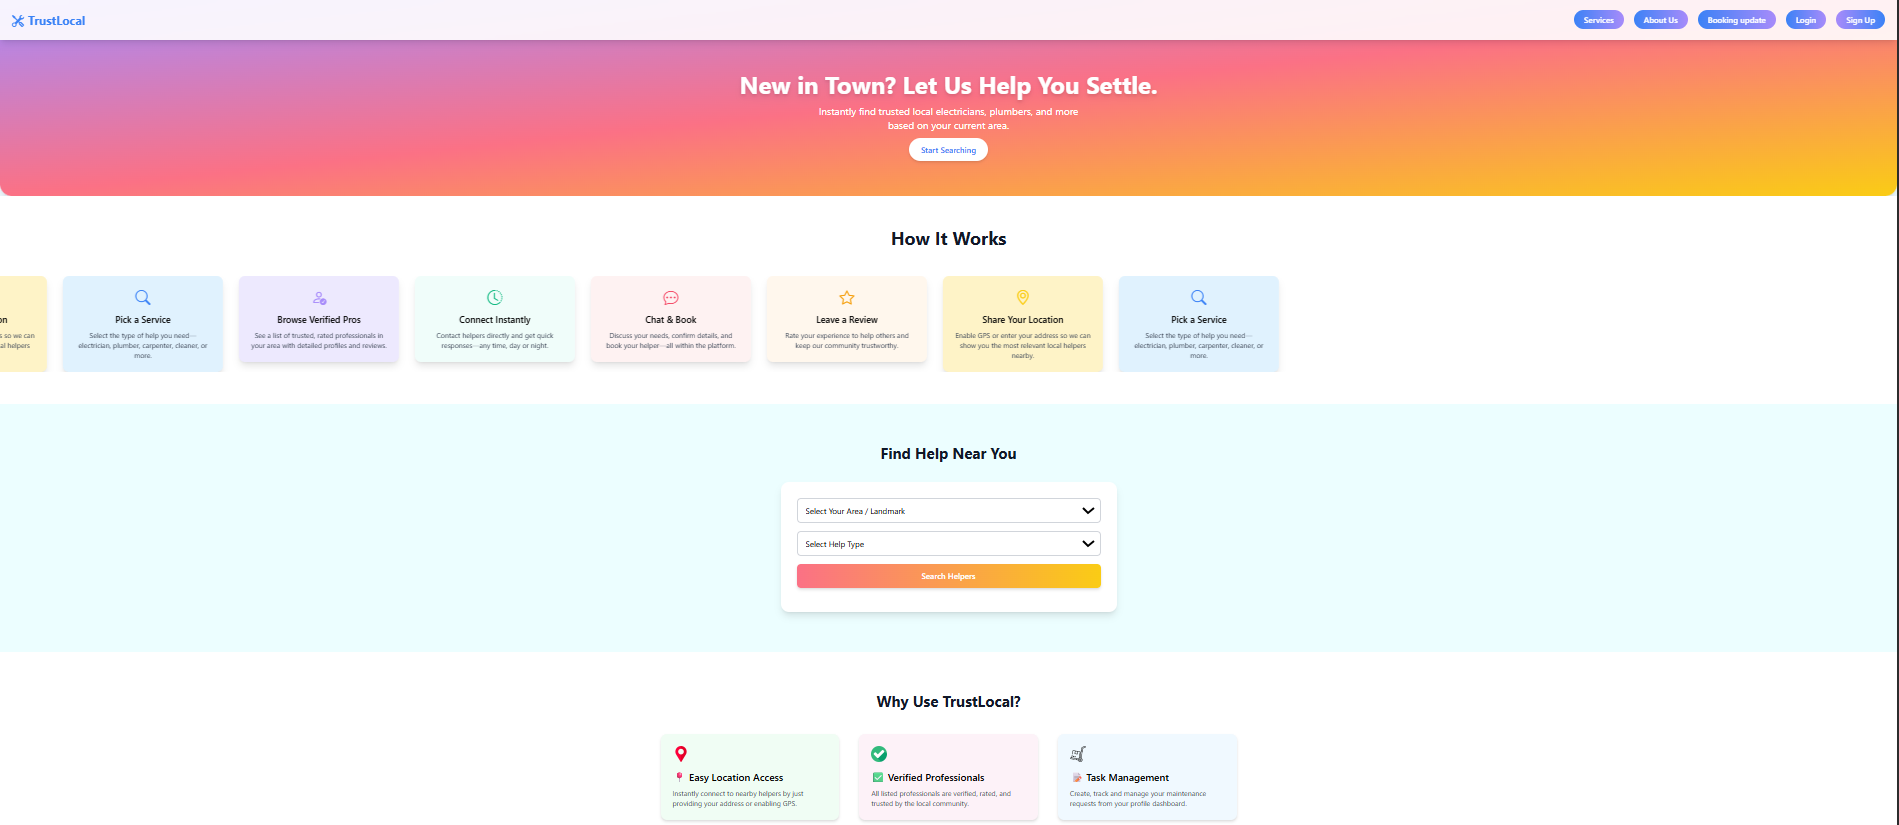 TrustLocal
Services
About Us
Booking update
Login
Sign Up
New in Town? Let Us Help You Settle.
Instantly find trusted local electricians, plumbers, and more
based on your current area.
Start Searching
How It Works
on
s so we can
al helpers
Pick a Service
Select the type of help you need—
electrician, plumber, carpenter, cleaner, or
more.
Browse Verified Pros
See a list of trusted, rated professionals in
your area with detailed profiles and reviews.
Connect Instantly
Contact helpers directly and get quick
responses—any time, day or night.
Chat & Book
Discuss your needs, confirm details, and
book your helper—all within the platform.
Leave a Review
Rate your experience to help others and
keep our community trustworthy.
Share Your Location
Enable GPS or enter your address so we can
show you the most relevant local helpers
nearby.
Pick a Service
Select the type of help you need—
electrician, plumber, carpenter, cleaner, or
more.
Find Help Near You
Select Your Area / Landmark
Select Help Type
Search Helpers
Why Use TrustLocal?
Easy Location Access
Instantly connect to nearby helpers by just
providing your address or enabling GPS.
Verified Professionals
All listed professionals are verified, rated, and
trusted by the local community.
Task Management
Create, track and manage your maintenance
requests from your profile dashboard.